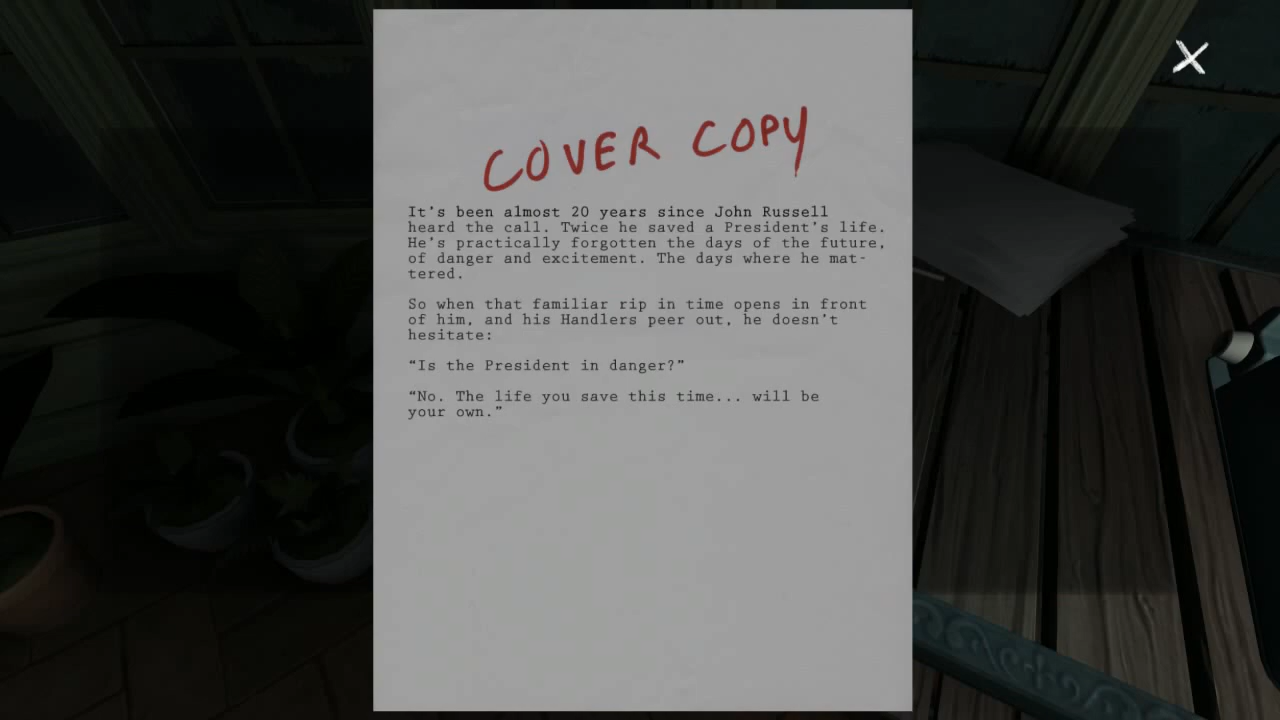 COVER COPY
It's been almost 20 years since John Russell
heard the call. Twice he saved a President's life.
He's practically forgotten the days of the future,
of danger and excitement. The days where he mat-
tered.
So when that familiar rip in time opens in front
of him, and his Handlers peer out, he doesn't
hesitate:
“Is the President in danger?”
“No. The life you save this time... will be
your own.”